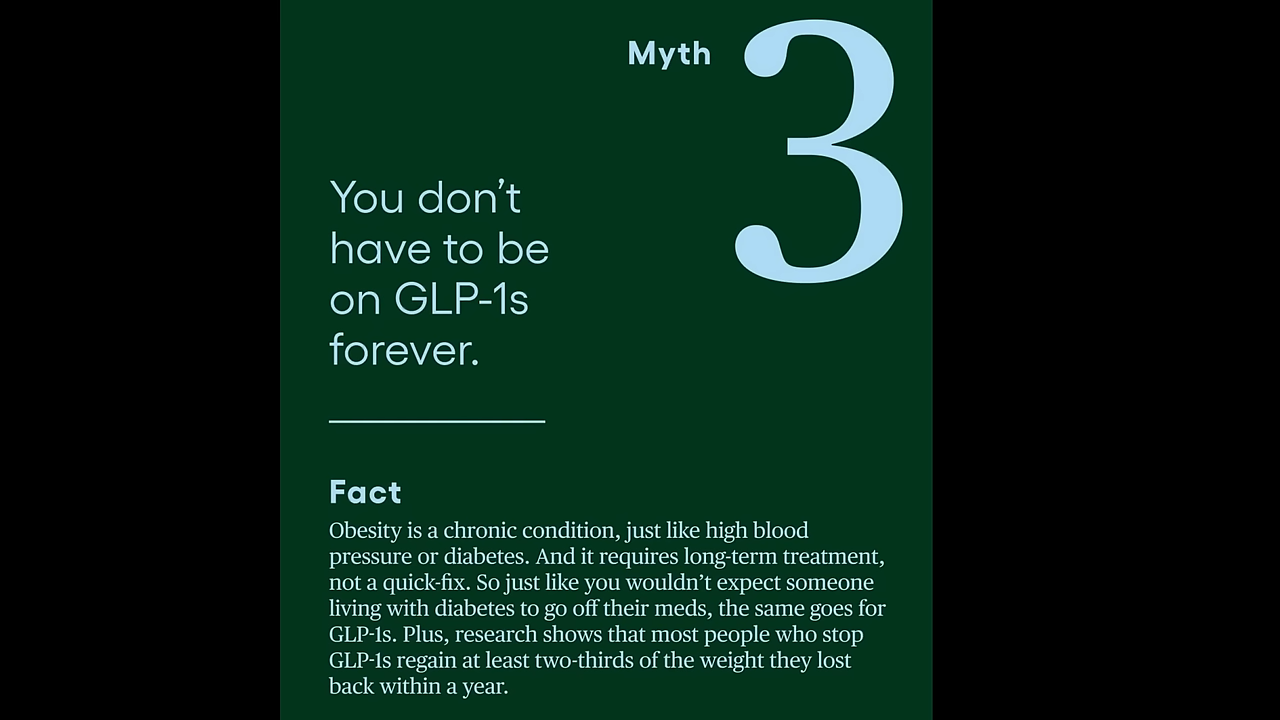 Myth 3
You don’t
have to be
on GLP-1s
forever.
Fact
Obesity is a chronic condition, just like high blood
pressure or diabetes. And it requires long-term treatment,
not a quick-fix. So just like you wouldn’t expect someone
living with diabetes to go off their meds, the same goes for
GLP-1s. Plus, research shows that most people who stop
GLP-1s regain at least two-thirds of the weight they lost
back within a year.